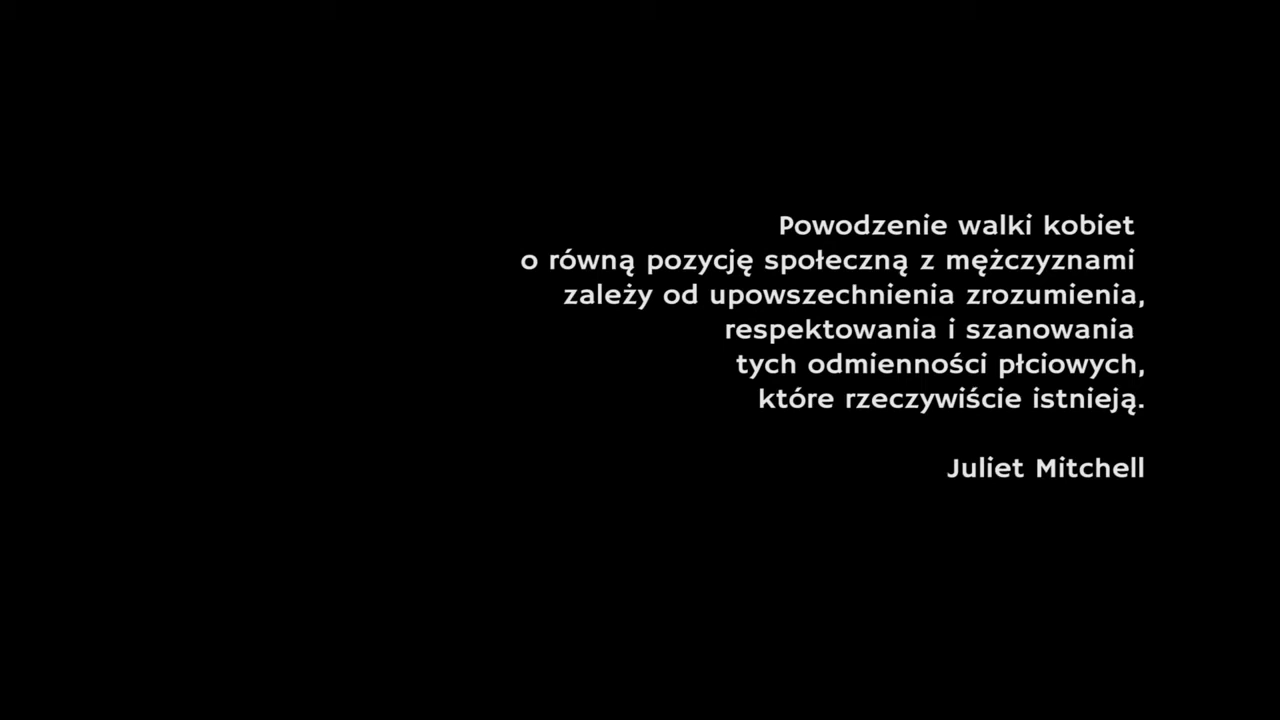 Powodzenie walki kobiet
o równą pozycję społeczną z mężczyznami
zależy od upowszechnienia zrozumienia,
respektowania i szanowania
tych odmienności płciowych,
które rzeczywiście istnieją.
Juliet Mitchell